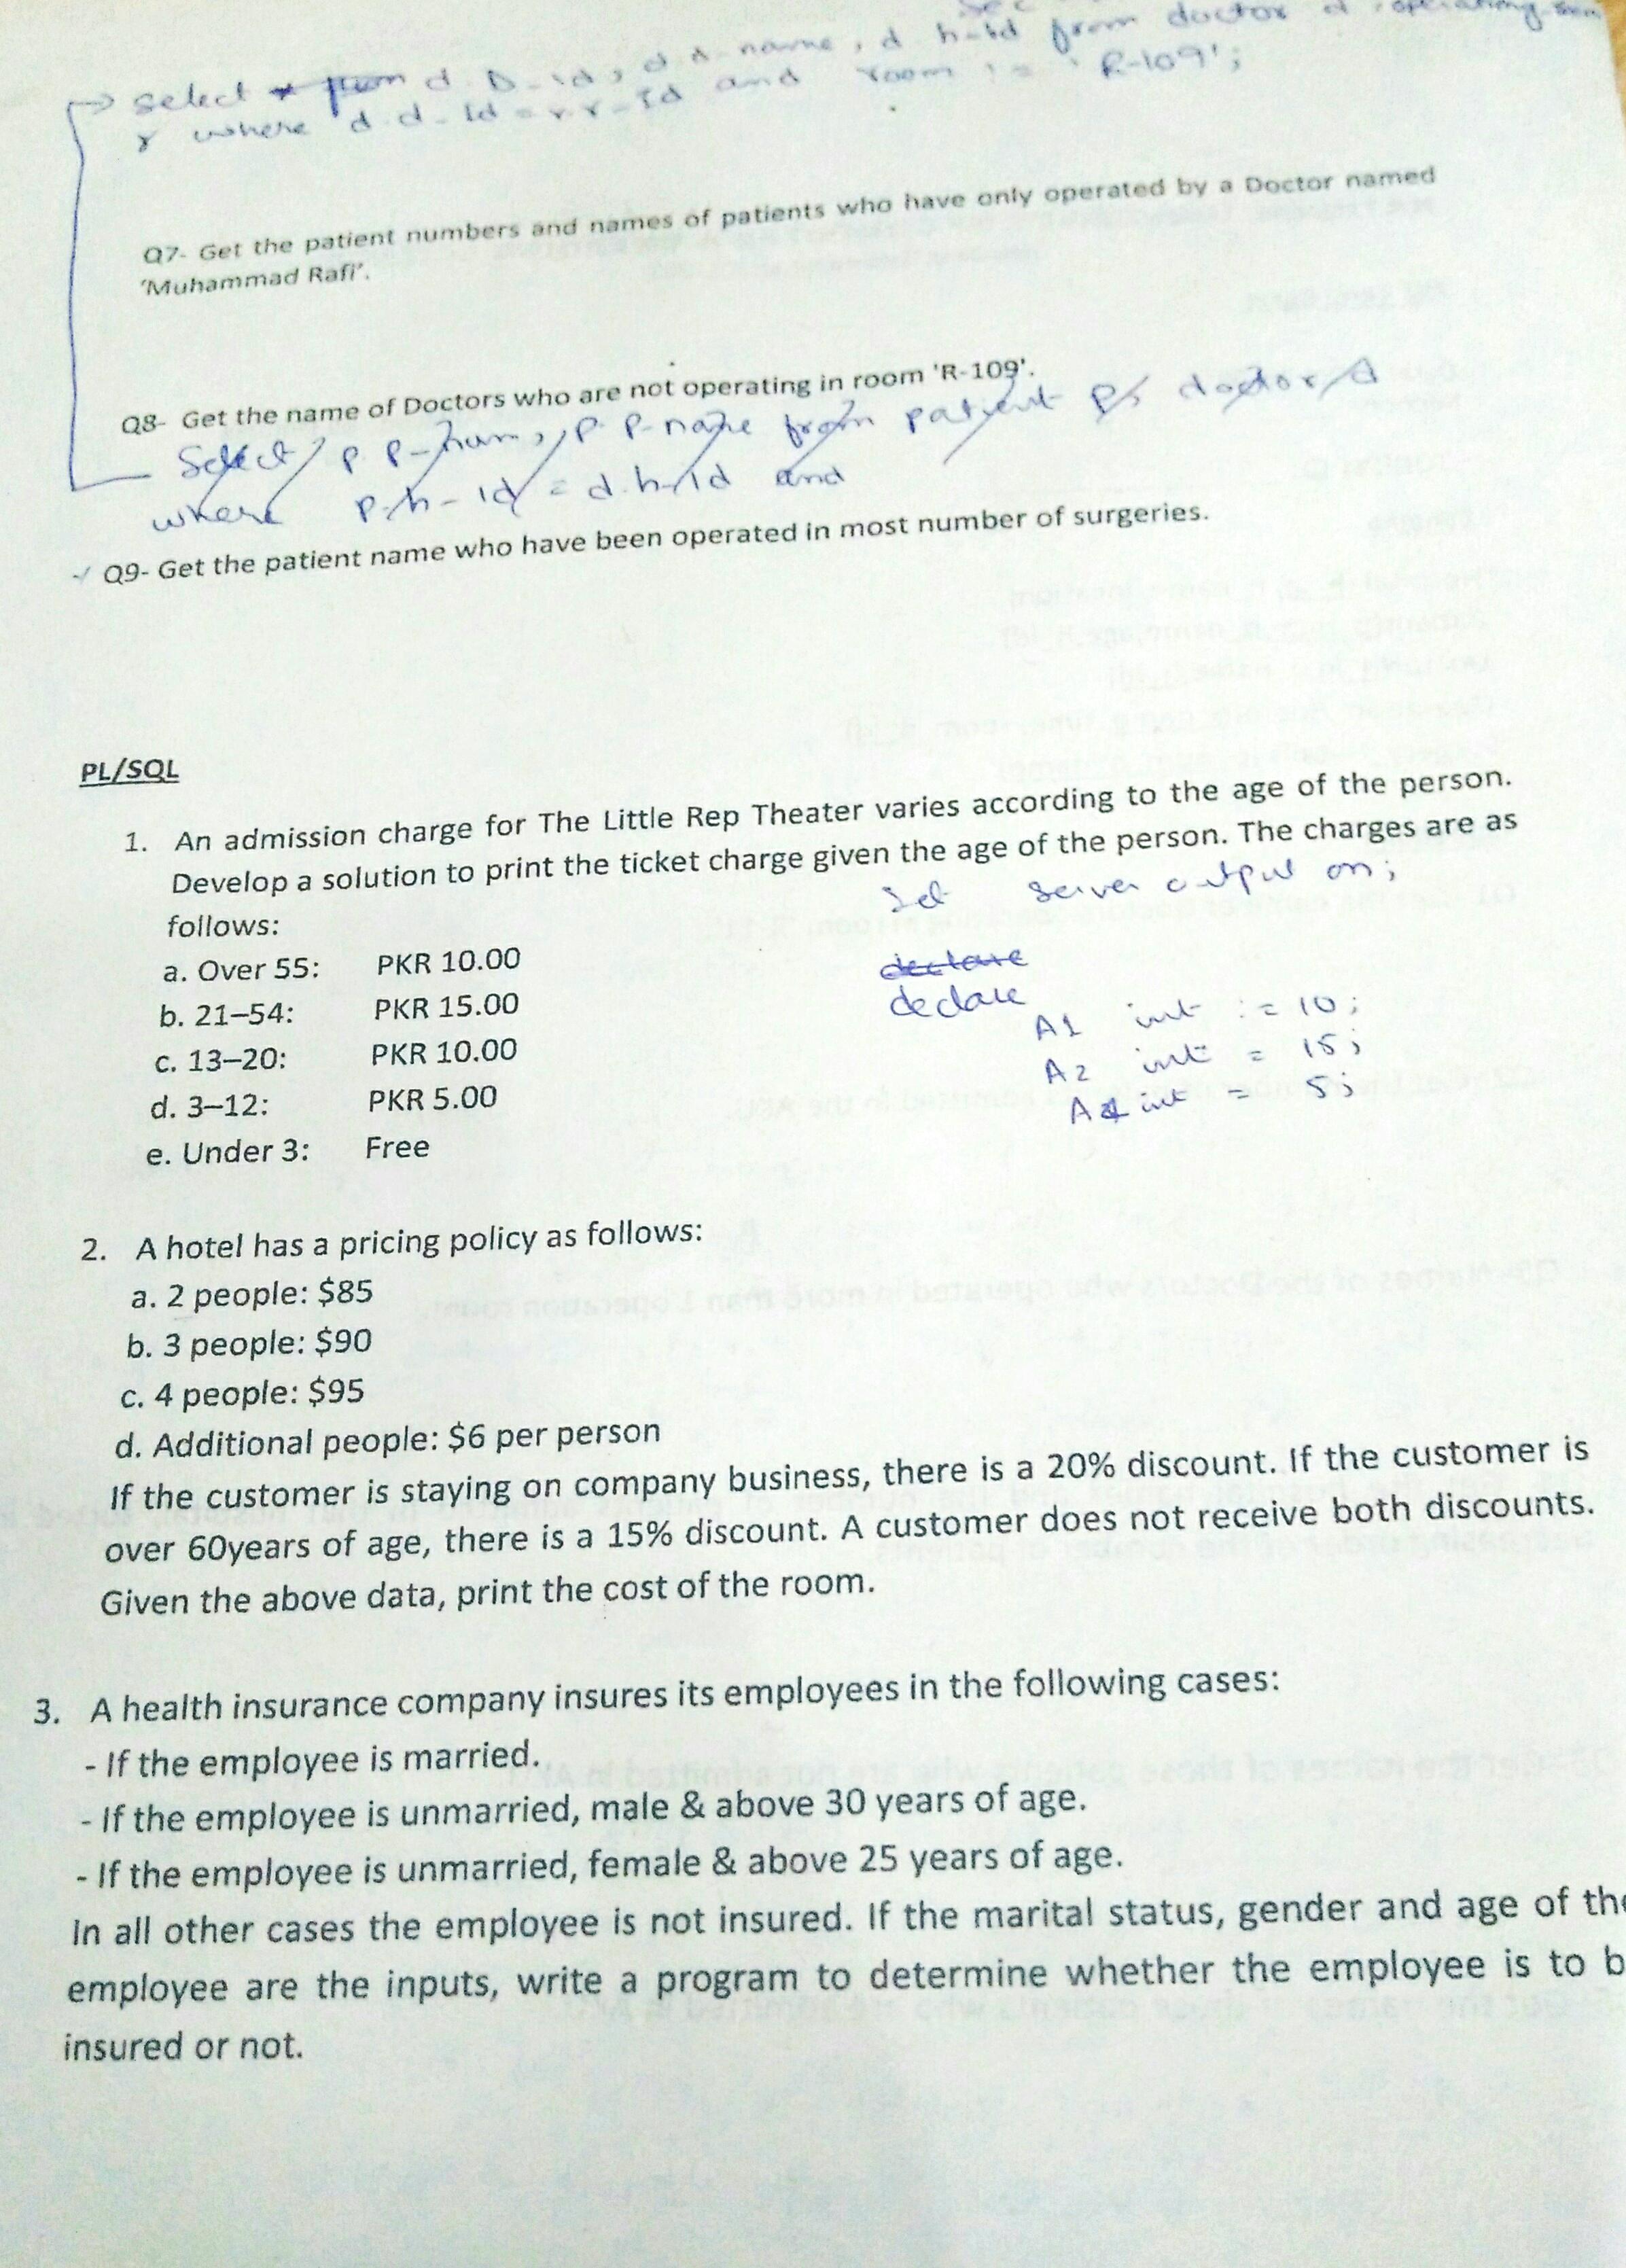 select d. D-id, d d-name, d h-id from doctor d, operating
r where d.d-Id = r.r-Id and room != 'R-109';
Q7- Get the patient numbers and names of patients who have only operated by a Doctor named
'Muhammad Rafi'.
Q8- Get the name of Doctors who are not operating in room 'R-109'.
Select p p-num, p p-name from patient p, doctor d
where p.h-id = d.h-id and
Q9- Get the patient name who have been operated in most number of surgeries.
PL/SQL
1. An admission charge for The Little Rep Theater varies according to the age of the person.
Develop a solution to print the ticket charge given the age of the person. The charges are as
follows:
Set server output on;
a. Over 55: PKR 10.00
declare
b. 21–54: PKR 15.00
declare
A1 int := 10;
c. 13–20: PKR 10.00
A2 int = 15;
d. 3–12: PKR 5.00
int = 5;
e. Under 3: Free
2. A hotel has a pricing policy as follows:
a. 2 people: $85
b. 3 people: $90
c. 4 people: $95
d. Additional people: $6 per person
If the customer is staying on company business, there is a 20% discount. If the customer is
over 60years of age, there is a 15% discount. A customer does not receive both discounts.
Given the above data, print the cost of the room.
3. A health insurance company insures its employees in the following cases:
- If the employee is married.
- If the employee is unmarried, male & above 30 years of age.
- If the employee is unmarried, female & above 25 years of age.
In all other cases the employee is not insured. If the marital status, gender and age of the
employee are the inputs, write a program to determine whether the employee is to b
insured or not.